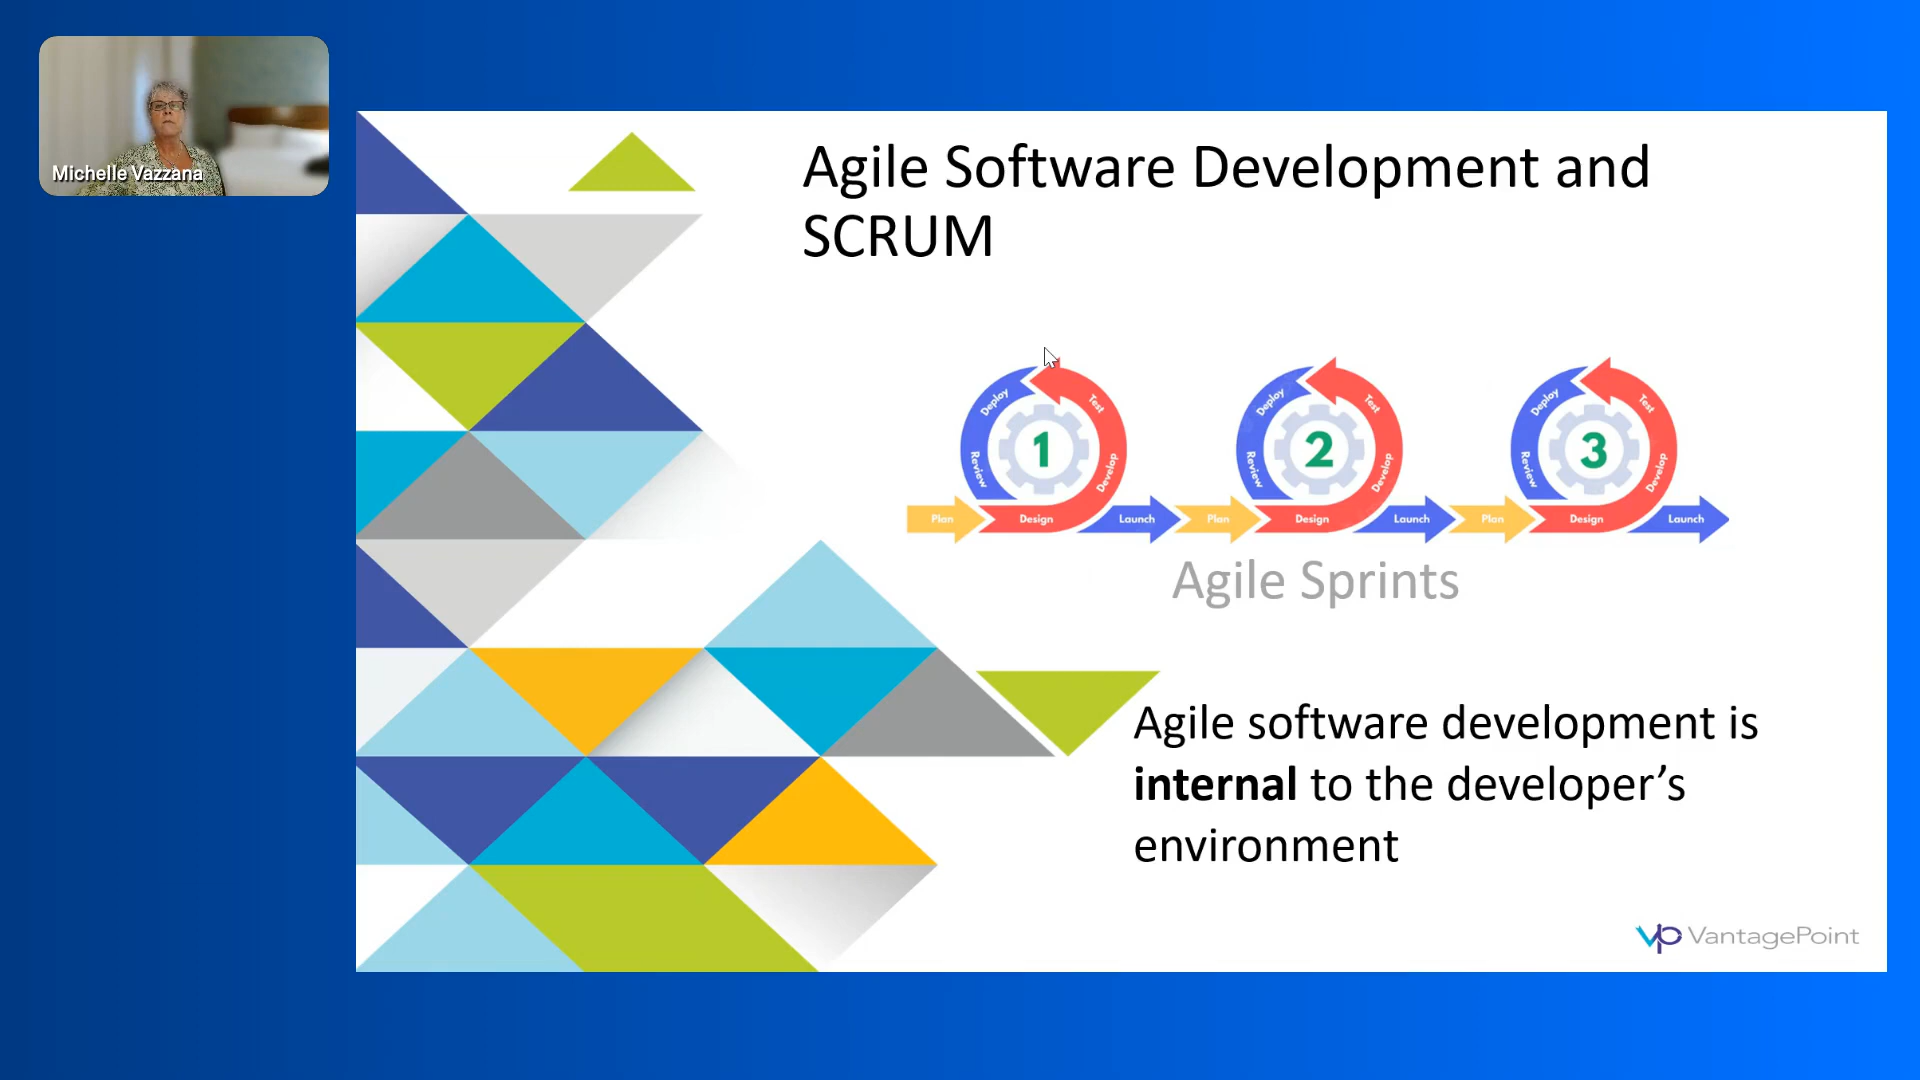 Michelle Vazzana
Agile Software Development and
SCRUM
Deploy
Test
Review
Develop
1
Plan
Design
Launch
Deploy
Test
Review
Develop
2
Plan
Design
Launch
Deploy
Test
Review
Develop
3
Plan
Design
Launch
Agile Sprints
Agile software development is
internal to the developer’s
environment
VP VantagePoint